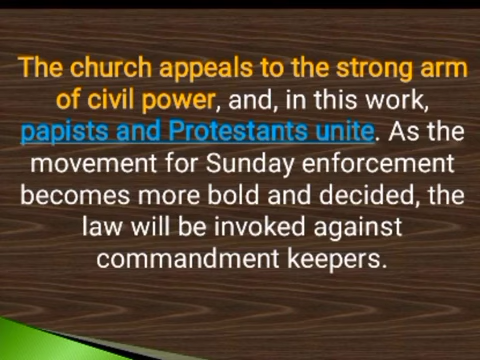 The church appeals to the strong arm
of civil power, and, in this work,
papists and Protestants unite. As the
movement for Sunday enforcement
becomes more bold and decided, the
law will be invoked against
commandment keepers.